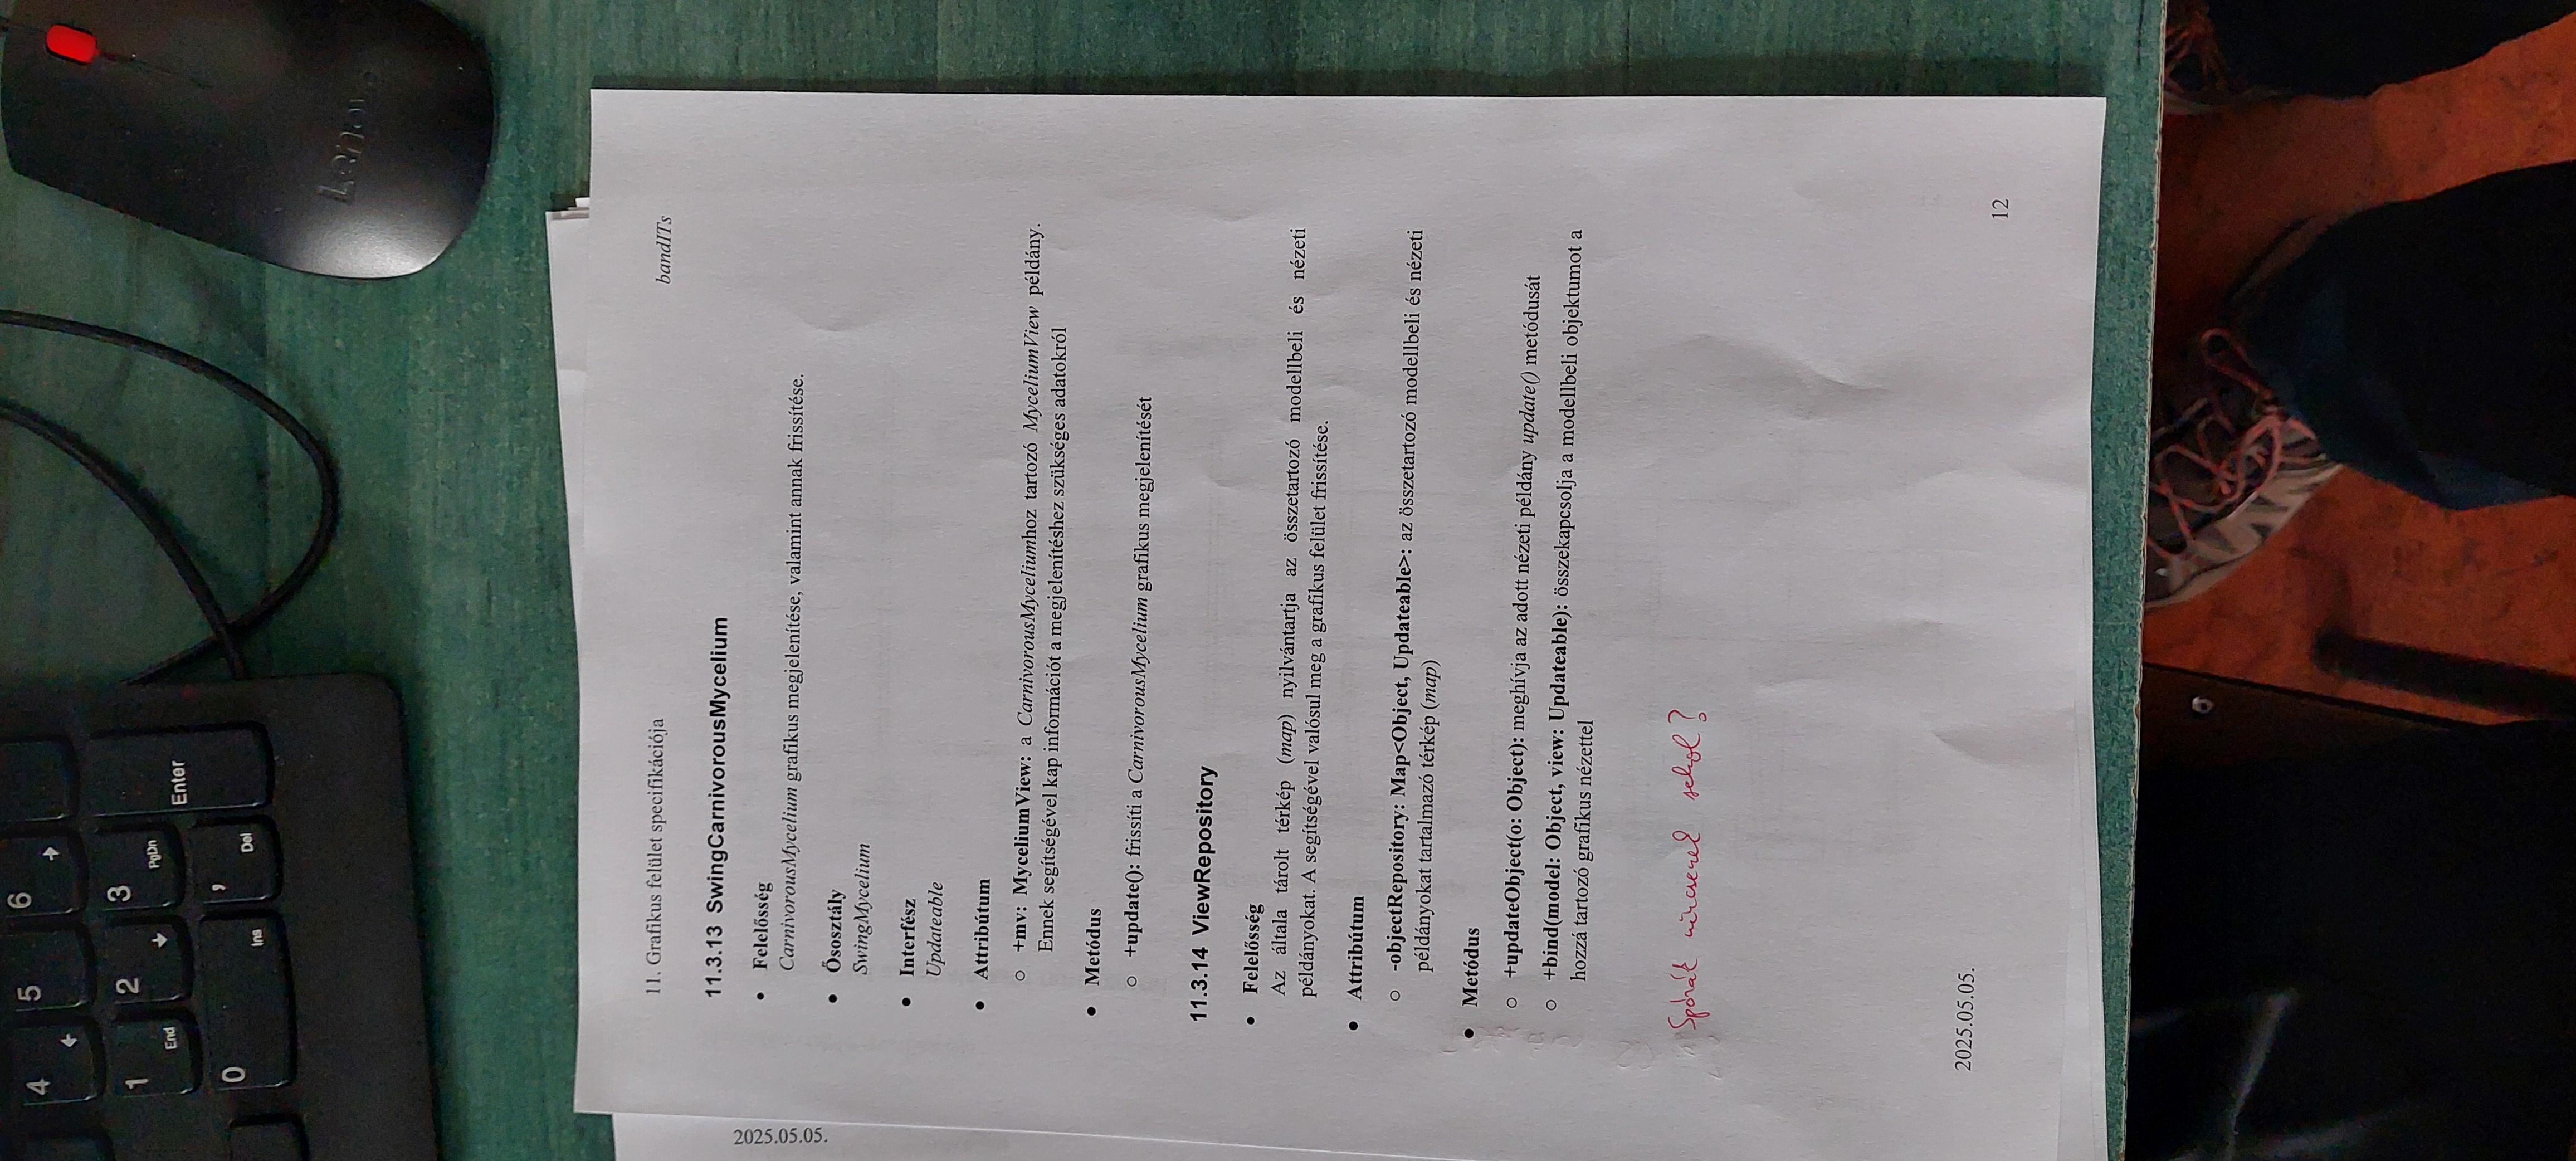 4
5
6
1
End
2
3
PgDn
Enter
0
Ins
,
Del
Lenovo
2025.05.05.
11. Grafikus felület specifikációja
bandITs
11.3.13 SwingCarnivorousMycelium
• Felelősség
CarnivorousMycelium grafikus megjelenítése, valamint annak frissítése.
• Ősosztály
SwingMycelium
• Interfész
Updateable
• Attribútum
○ +mv: MyceliumView: a CarnivorousMyceliumhoz tartozó MyceliumView példány.
Ennek segítségével kap információt a megjelenítéshez szükséges adatokról
• Metódus
○ +update(): frissíti a CarnivorousMycelium grafikus megjelenítését
11.3.14 ViewRepository
• Felelősség
Az általa tárolt térkép (map) nyilvántartja az összetartozó modellbeli és nézeti
példányokat. A segítségével valósul meg a grafikus felület frissítése.
• Attribútum
○ -objectRepository: Map<Object, Updateable>: az összetartozó modellbeli és nézeti
példányokat tartalmazó térkép (map)
• Metódus
○ +updateObject(o: Object): meghívja az adott nézeti példány update() metódusát
○ +bind(model: Object, view: Updateable): összekapcsolja a modellbeli objektumot a
hozzá tartozó grafikus nézettel
Spórák nincsenek sehol?
2025.05.05.
12